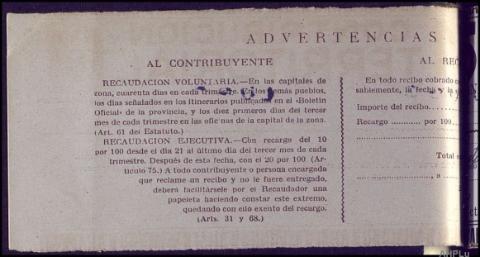 ADVERTENCIAS
AL CONTRIBUYENTE
RECAUDACION VOLUNTARIA.—En las capitales de
zona, cuarenta días en cada trimestre. En los demás pueblos,
los días señalados en los itinerarios publicados en el «Boletín
Oficial» de la provincia, y los diez primeros días del tercer
mes de cada trimestre en las oficinas de la capital de la zona.
(Art. 61 del Estatuto.)
RECAUDACION EJECUTIVA.—Con recargo del 10
por 100 desde el día 21 al último día del tercer mes de cada
trimestre. Después de esta fecha, con el 20 por 100 (Ar-
tículo 75.) A todo contribuyente o persona encargada
que reclame un recibo y no le fuere entregado,
deberá facilitársele por el Recaudador una
papeleta haciendo constar este extremo,
quedando con ello exento del recargo.
(Arts. 31 y 68.)
AL REC
En todo recibo cobrado
sablemente, la fecha y la
Importe del recibo
Recargo por 100
Total
a